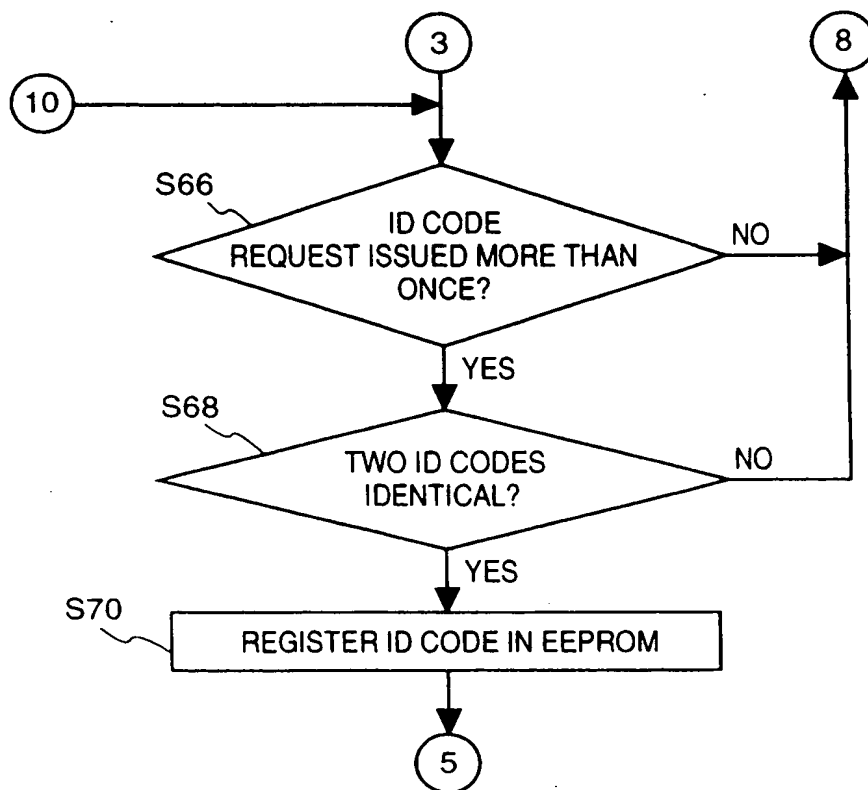 3
8
10
S66
ID CODE
REQUEST ISSUED MORE THAN
ONCE?
NO
YES
S68
TWO ID CODES
IDENTICAL?
NO
YES
S70
REGISTER ID CODE IN EEPROM
5